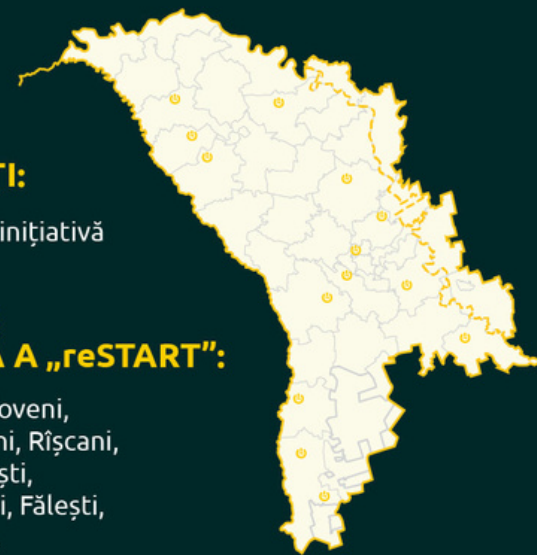 TI:
inițiativă
A „reSTART”:
oveni,
ni, Rîșcani,
ști,
i, Fălești,